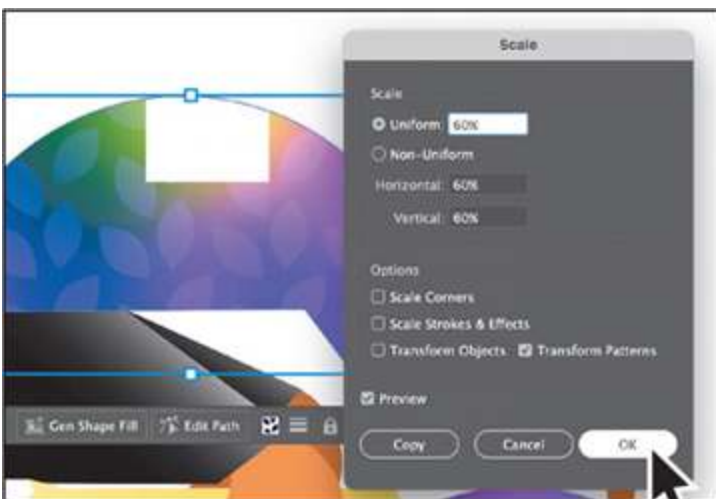 Scale
Scale
Uniform 60%
Non-Uniform
Horizontal: 60%
Vertical: 60%
Options
Scale Corners
Scale Strokes & Effects
Transform Objects Transform Patterns
Preview
Gen Shape Fill Edit Path
Copy Cancel OK